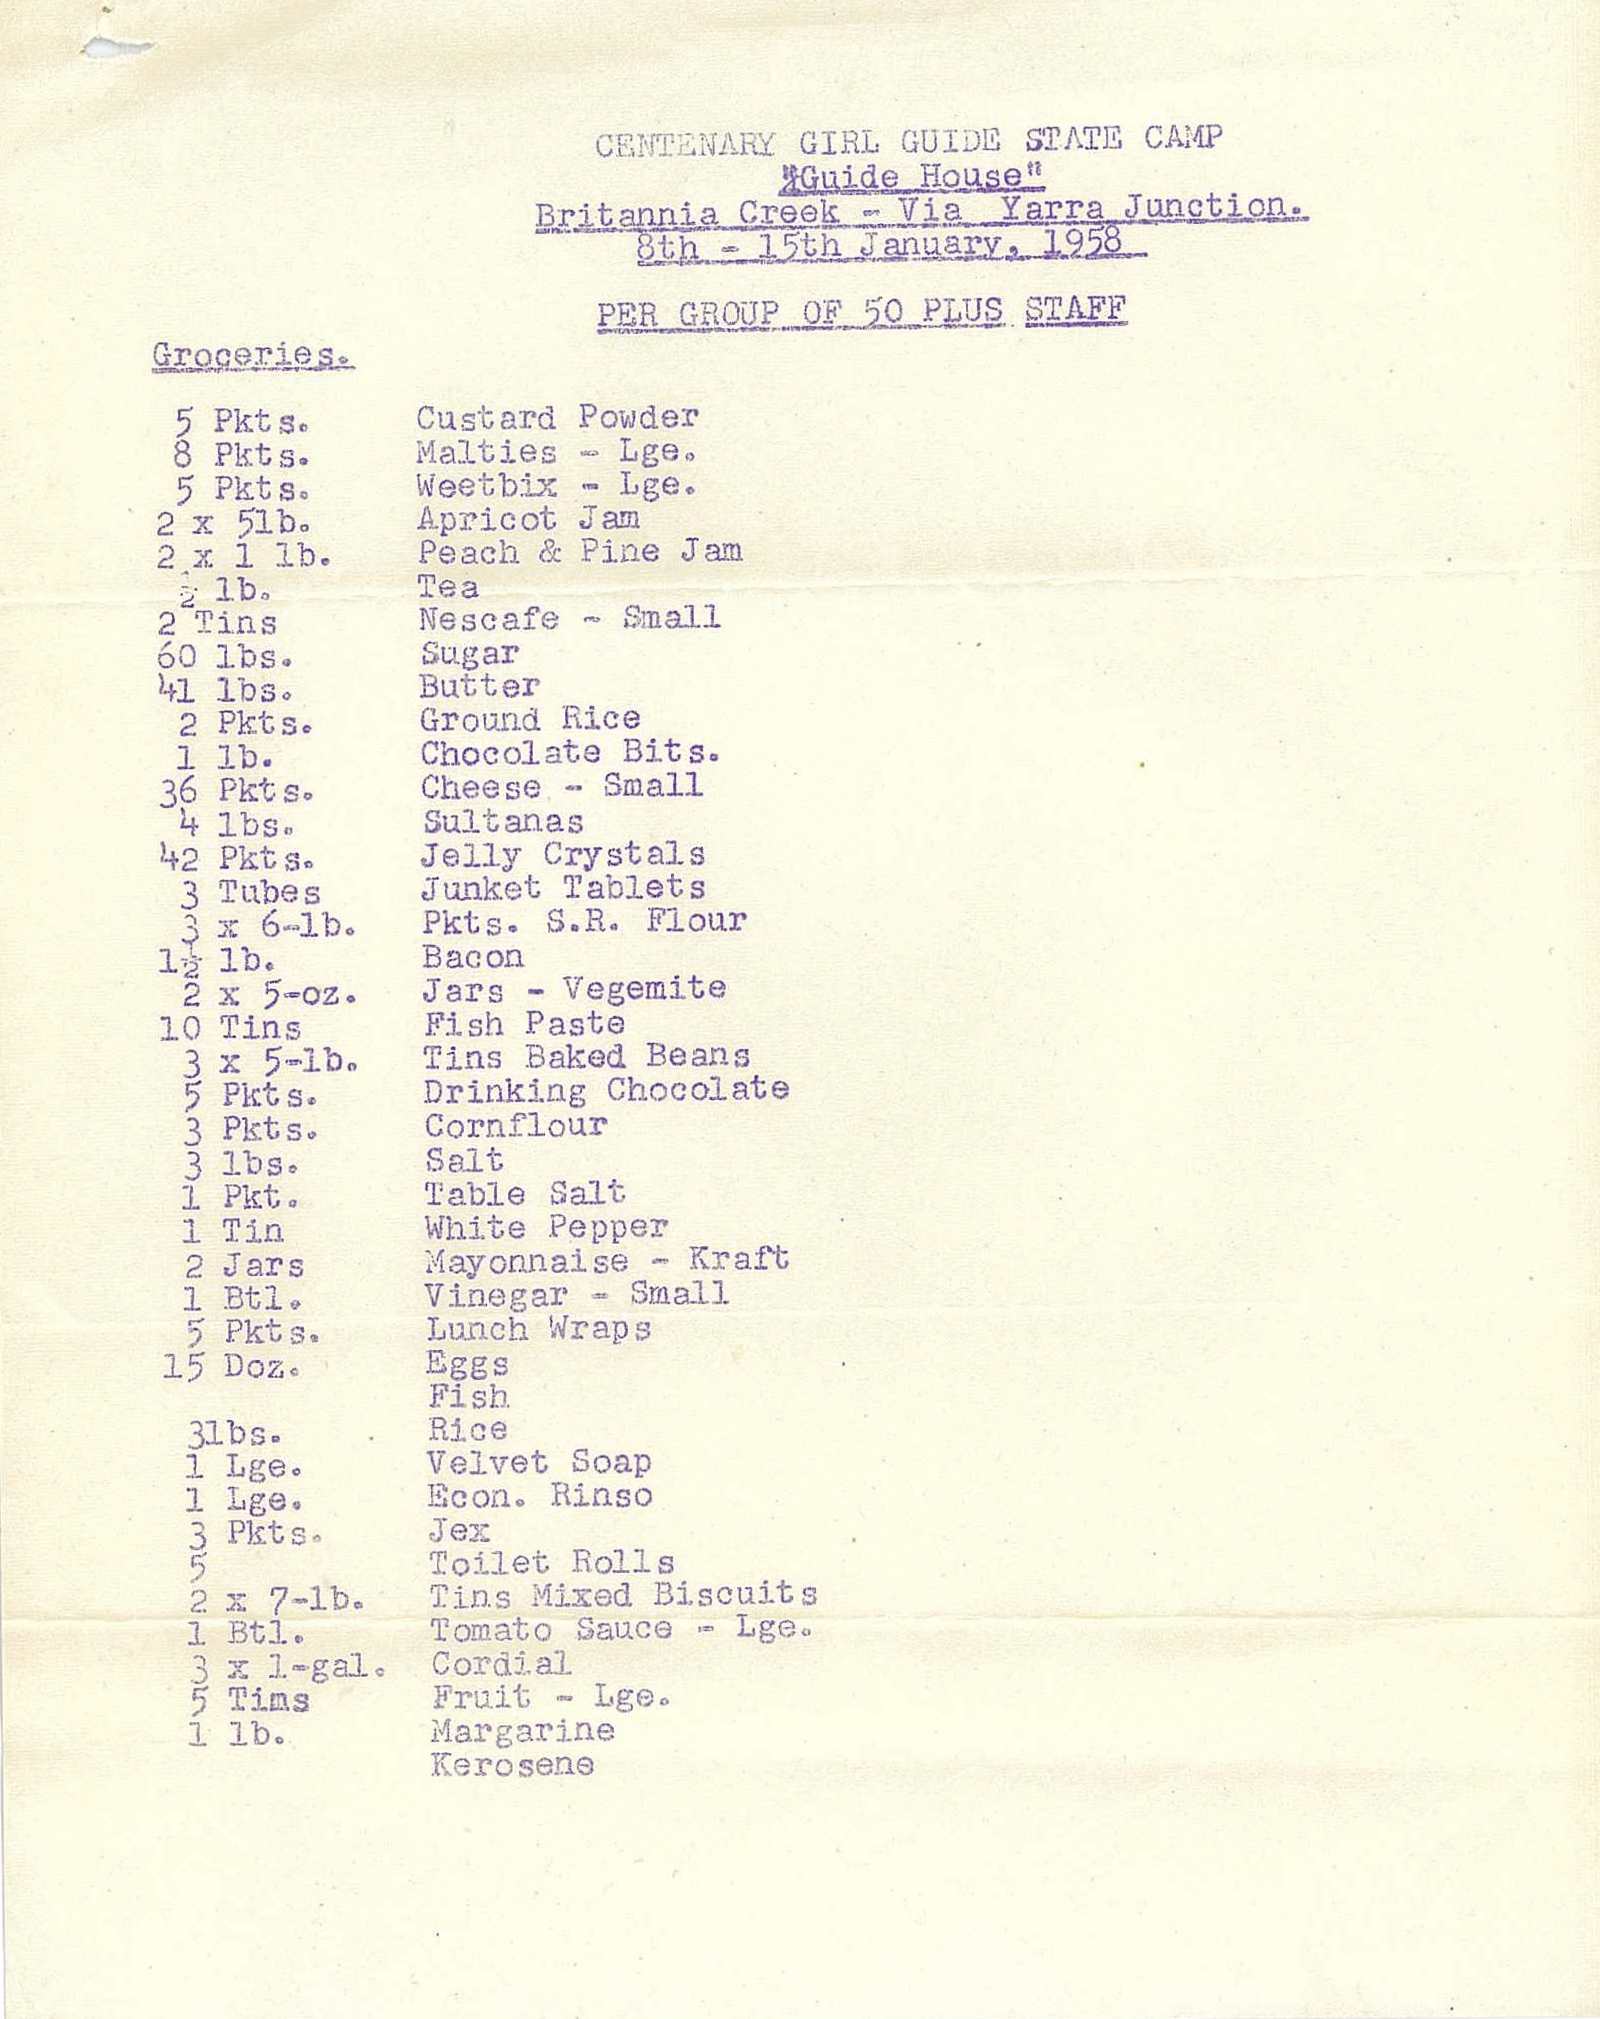 CENTENARY GIRL GUIDE STATE CAMP
"Guide House"
Britannia Creek - Via Yarra Junction.
8th - 15th January, 1958
PER GROUP OF 50 PLUS STAFF
Groceries.
5 Pkts. Custard Powder
8 Pkts. Malties - Lge.
5 Pkts. Weetbix - Lge.
2 x 5lb. Apricot Jam
2 x 1 lb. Peach & Pine Jam
½ lb. Tea
2 Tins Nescafe - Small
60 lbs. Sugar
41 lbs. Butter
2 Pkts. Ground Rice
1 lb. Chocolate Bits.
36 Pkts. Cheese - Small
4 lbs. Sultanas
42 Pkts. Jelly Crystals
3 Tubes Junket Tablets
3 x 6-lb. Pkts. S.R. Flour
1½ lb. Bacon
2 x 5-oz. Jars - Vegemite
10 Tins Fish Paste
3 x 5-lb. Tins Baked Beans
5 Pkts. Drinking Chocolate
3 Pkts. Cornflour
3 lbs. Salt
1 Pkt. Table Salt
1 Tin White Pepper
2 Jars Mayonnaise - Kraft
1 Btl. Vinegar - Small
5 Pkts. Lunch Wraps
15 Doz. Eggs
Fish
3lbs. Rice
1 Lge. Velvet Soap
1 Lge. Econ. Rinso
3 Pkts. Jex
5 Toilet Rolls
2 x 7-lb. Tins Mixed Biscuits
1 Btl. Tomato Sauce - Lge.
3 x 1-gal. Cordial
5 Tins Fruit - Lge.
1 lb. Margarine
Kerosene